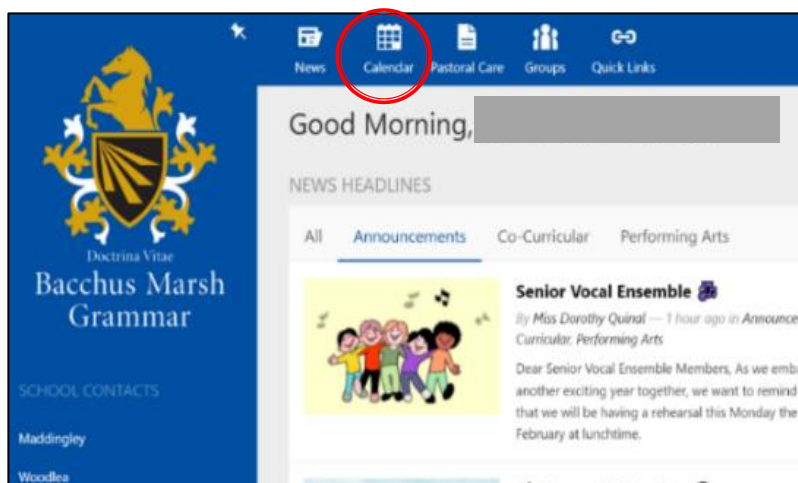 News Calendar Pastoral Care Groups Quick Links
Good Morning,
NEWS HEADLINES
All Announcements Co-Curricular Performing Arts
Doctrina Vitae
Bacchus Marsh
Grammar
SCHOOL CONTACTS
Maddingley
Woodlea
Senior Vocal Ensemble
By Miss Dorothy Quinal — 1 hour ago in Announce
Curricular, Performing Arts
Dear Senior Vocal Ensemble Members, As we emba
another exciting year together, we want to remind
that we will be having a rehearsal this Monday the
February at lunchtime.